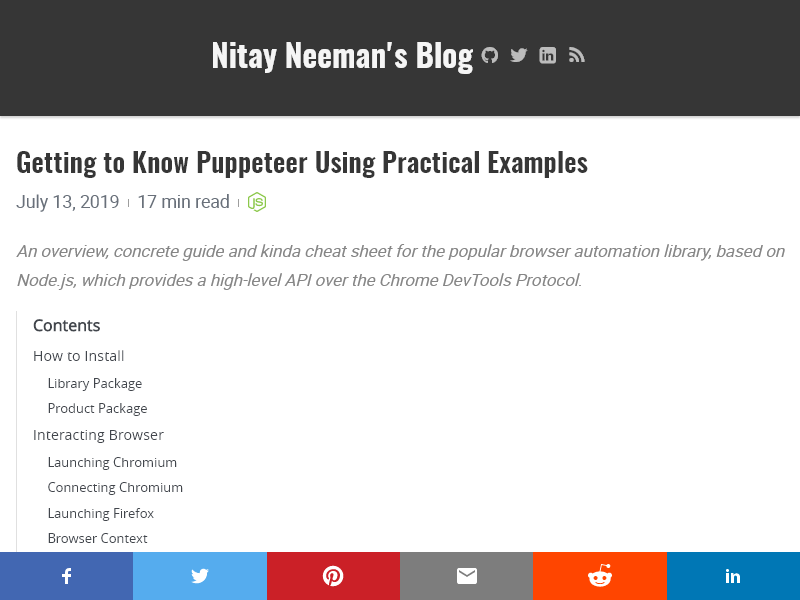 Nitay Neeman's Blog
Getting to Know Puppeteer Using Practical Examples
July 13, 2019 17 min read
An overview, concrete guide and kinda cheat sheet for the popular browser automation library, based on
Node.js, which provides a high-level API over the Chrome DevTools Protocol.
Contents
How to Install
Library Package
Product Package
Interacting Browser
Launching Chromium
Connecting Chromium
Launching Firefox
Browser Context